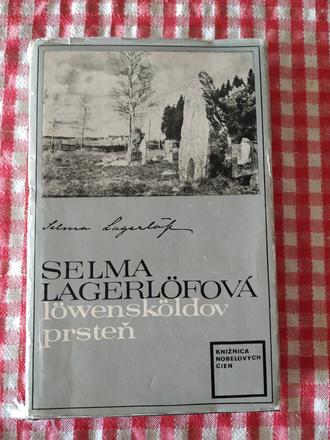 Selma Lagerlöf
SELMA
LAGERLÖFOVÁ
löwensköldov
prsteň
KNIŽNICA
NOBELOVÝCH
CIEN